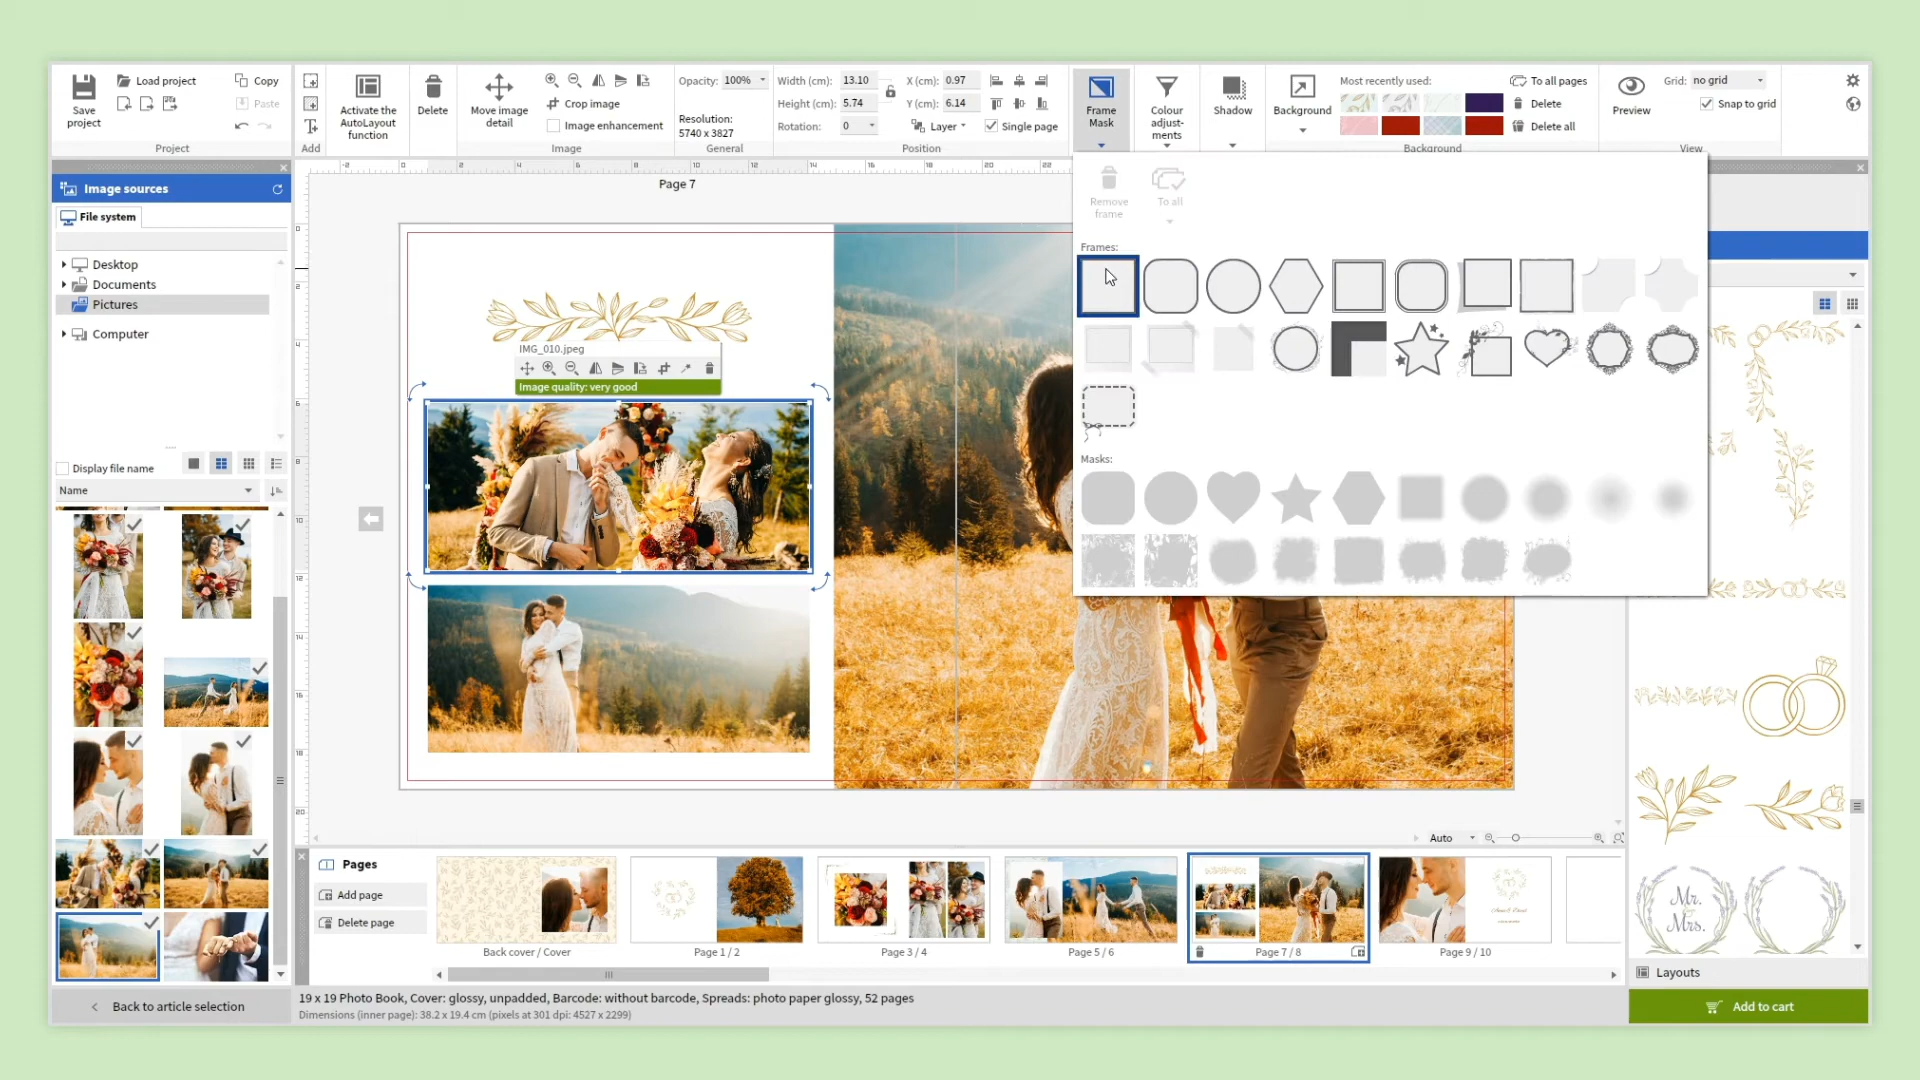 Save
project
Load project
Copy
Paste
Project
Add
Activate the
AutoLayout
function
Delete
Move image
detail
Crop image
Image enhancement
Image
Opacity: 100%
Resolution:
5740 x 3827
General
Width (cm): 13.10
Height (cm): 5.74
Rotation: 0
X (cm): 0.97
Y (cm): 6.14
Layer
Single page
Position
Frame
Mask
Colour
adjust-
ments
Shadow
Background
Most recently used:
To all pages
Delete
Delete all
Background
Preview
Grid: no grid
Snap to grid
View
Image sources
File system
Desktop
Documents
Pictures
Computer
Display file name
Name
Back to article selection
Page 7
IMG_010.jpeg
Image quality: very good
Remove
frame
To all
Frames:
Masks:
Auto
Pages
Add page
Delete page
Back cover / Cover
Page 1 / 2
Page 3 / 4
Page 5 / 6
Page 7 / 8
Page 9 / 10
Mr.
Mrs.
Layouts
19 x 19 Photo Book, Cover: glossy, unpadded, Barcode: without barcode, Spreads: photo paper glossy, 52 pages
Dimensions (inner page): 38.2 x 19.4 cm (pixels at 301 dpi: 4527 x 2299)
Add to cart